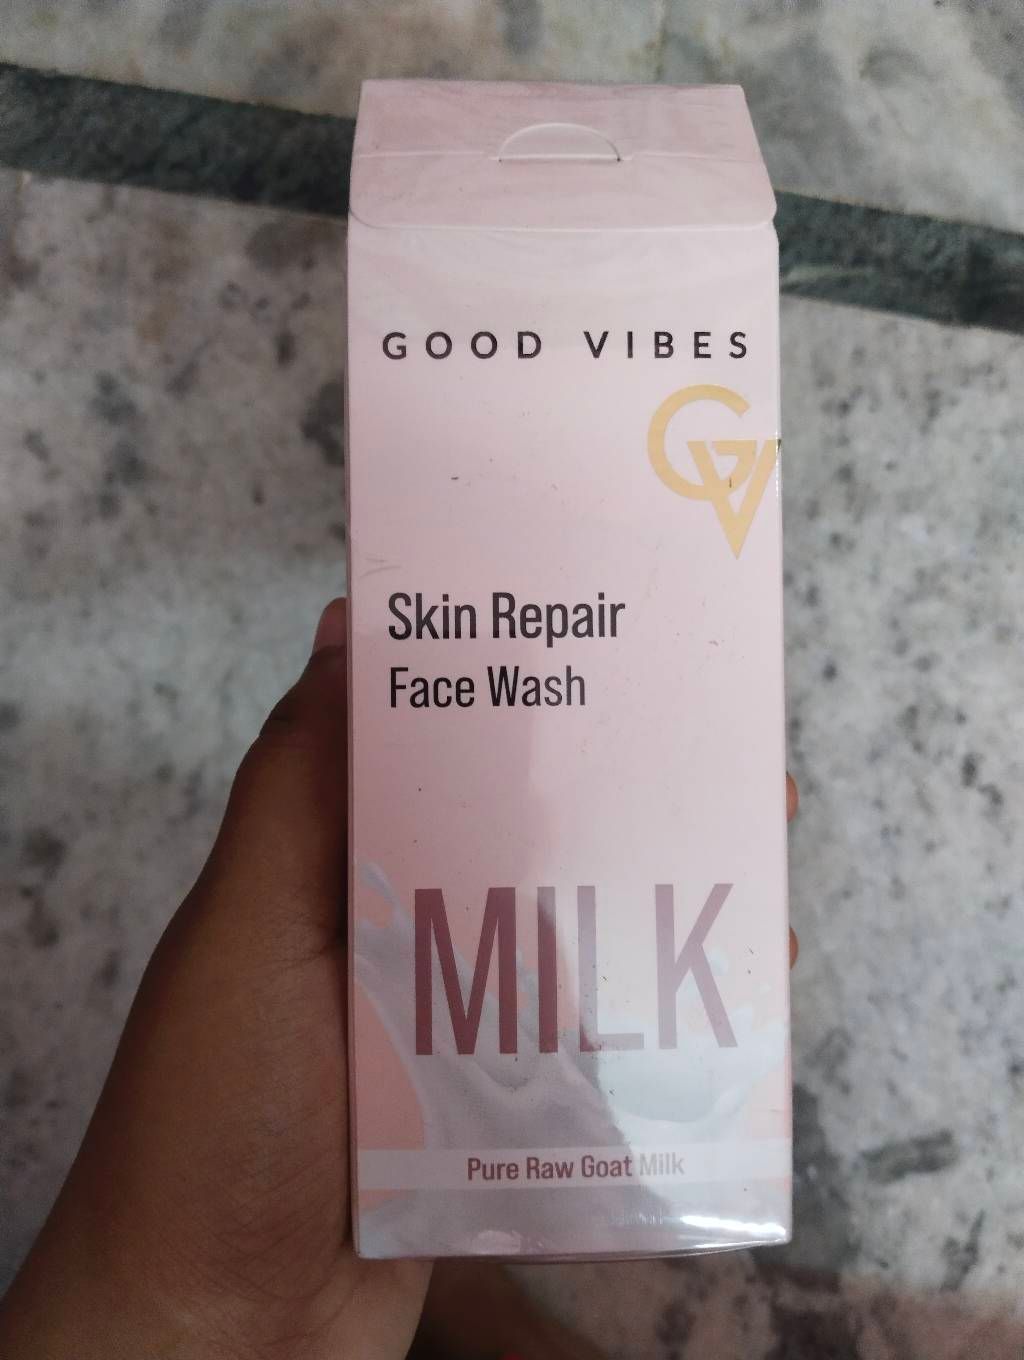 GOOD VIBES
GV
Skin Repair
Face Wash
MILK
Pure Raw Goat Milk